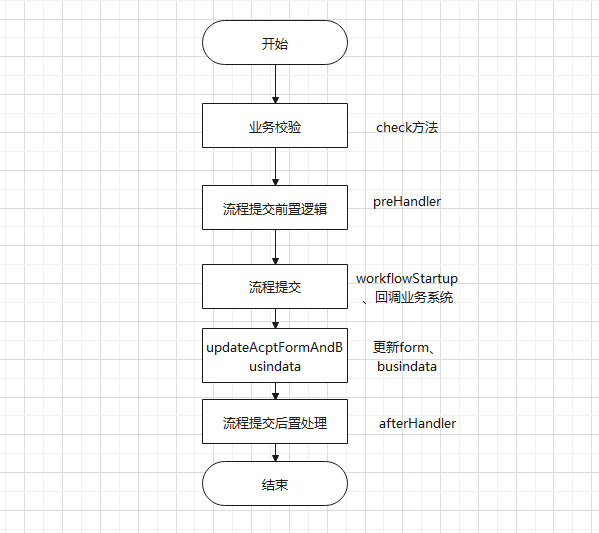 开始
业务校验
check方法
流程提交前置逻辑
preHandler
流程提交
workflowStartup
、回调业务系统
updateAcptFormAndB
usindata
更新form、
busindata
流程提交后置处理
afterHandler
结束